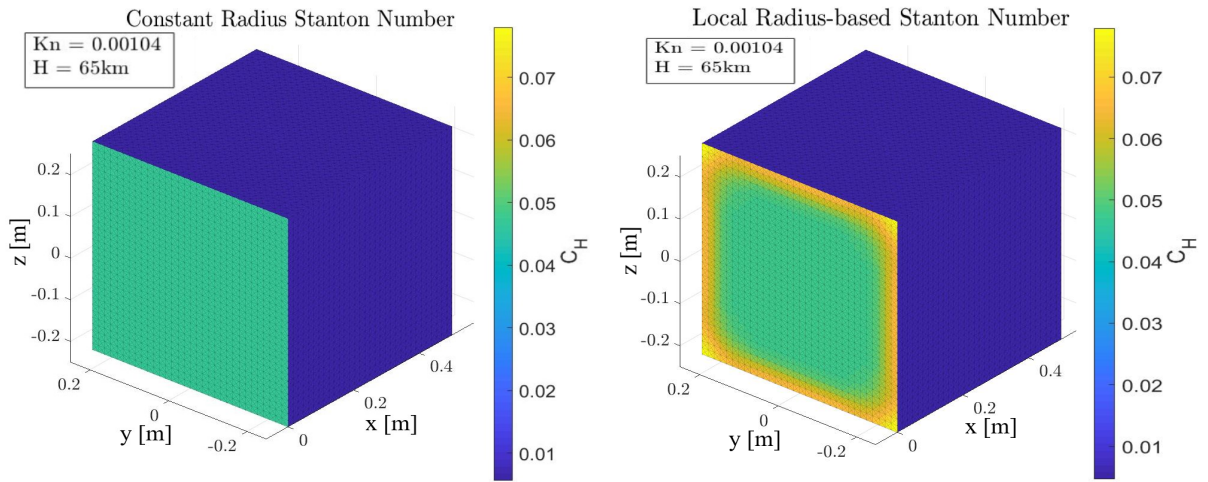 Constant Radius Stanton Number
Kn = 0.00104
H = 65km
0.2
0.1
0
-0.1
-0.2
z [m]
0.2
0
-0.2
y [m]
0
0.2
0.4
x [m]
0.07
0.06
0.05
0.04
0.03
0.02
0.01
C_H
Local Radius-based Stanton Number
Kn = 0.00104
H = 65km
0.2
0.1
0
-0.1
-0.2
z [m]
0.2
0
-0.2
y [m]
0
0.2
0.4
x [m]
0.07
0.06
0.05
0.04
0.03
0.02
0.01
C_H